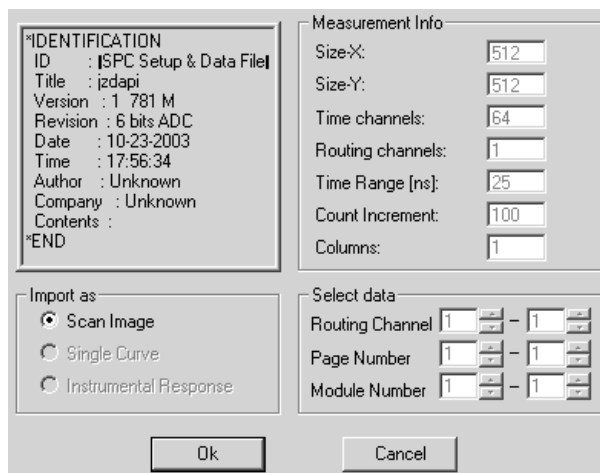 *IDENTIFICATION
ID : SPC Setup & Data File
Title : jzdapi
Version : 1 781 M
Revision : 6 bits ADC
Date : 10-23-2003
Time : 17:56:34
Author : Unknown
Company : Unknown
Contents :
*END
Measurement Info
Size-X: 512
Size-Y: 512
Time channels: 64
Routing channels: 1
Time Range [ns]: 25
Count Increment: 100
Columns: 1
Import as
Scan Image
Single Curve
Instrumental Response
Select data
Routing Channel 1 - 1
Page Number 1 - 1
Module Number 1 - 1
Ok
Cancel